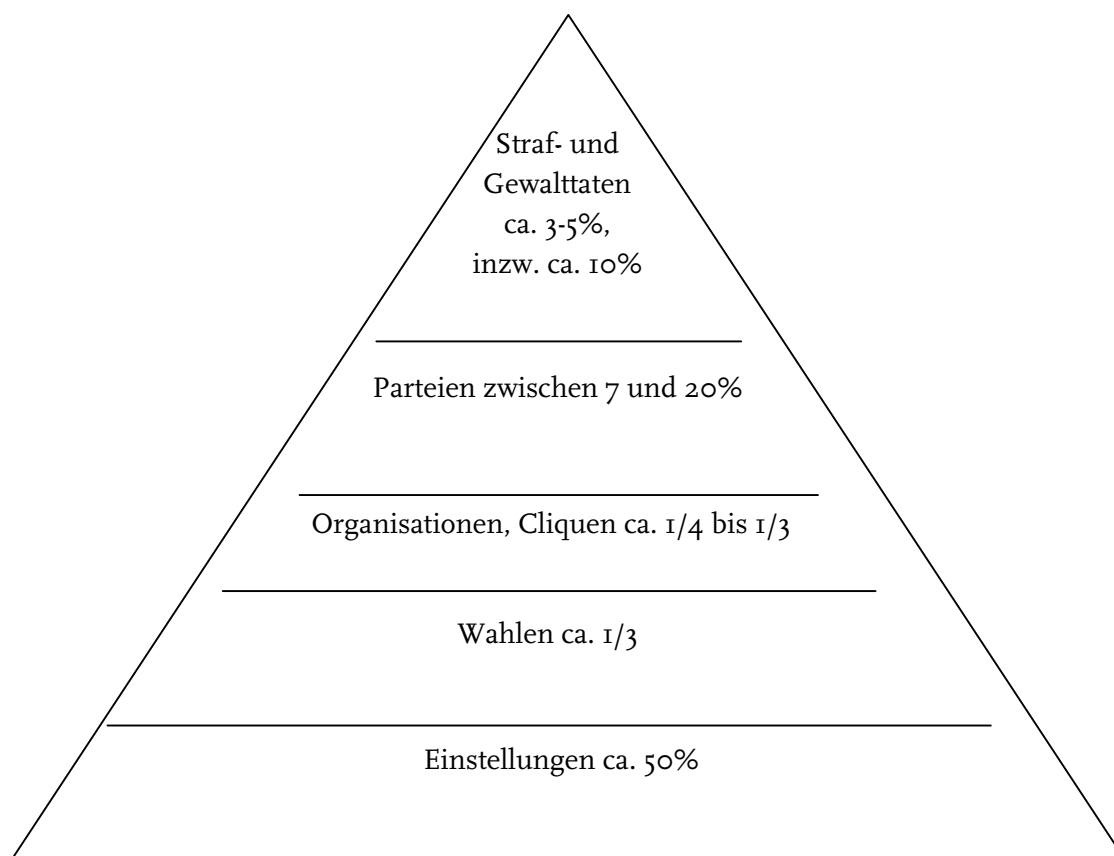 Straf- und
Gewalttaten
ca. 3-5%,
inzw. ca. 10%
Parteien zwischen 7 und 20%
Organisationen, Cliquen ca. 1/4 bis 1/3
Wahlen ca. 1/3
Einstellungen ca. 50%